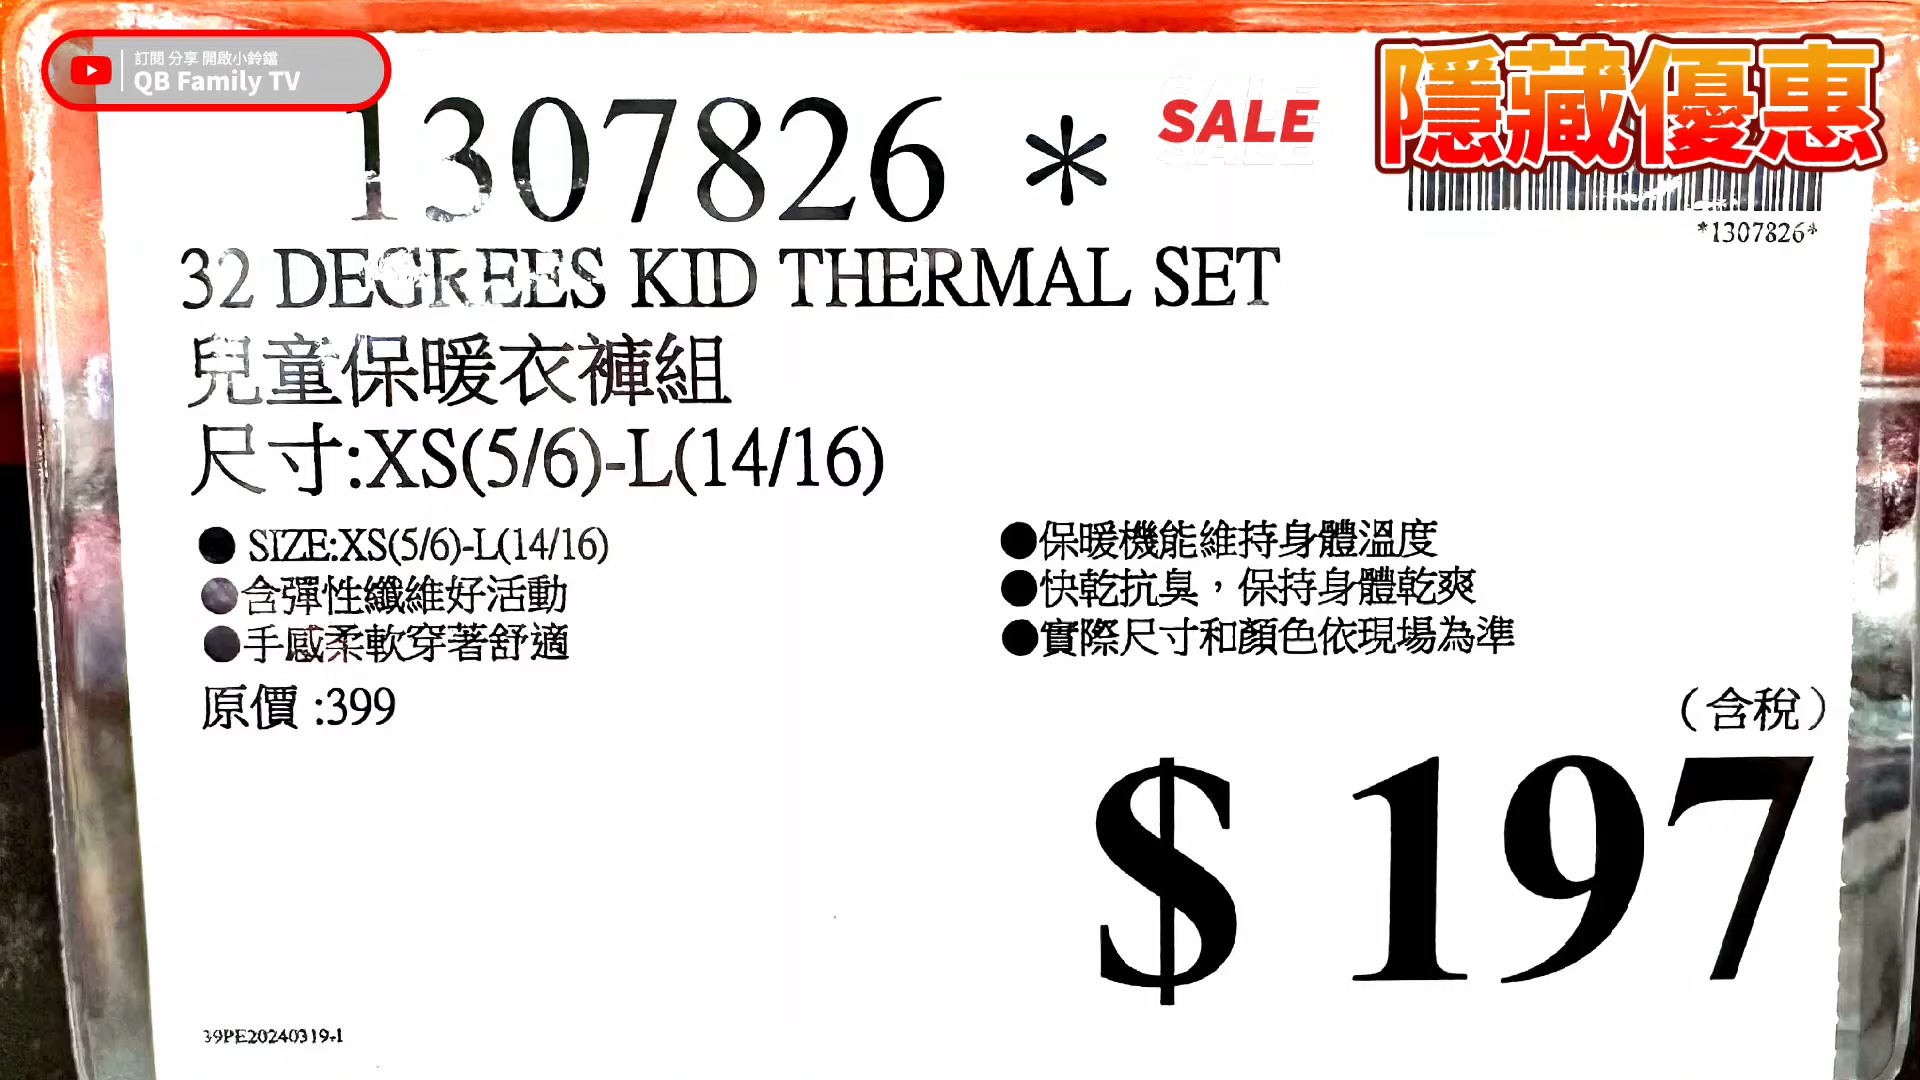 訂閱 分享 開啟小鈴鐺
QB Family TV
隱藏優惠
SALE
1307826 *
*1307826*
32 DEGREES KID THERMAL SET
兒童保暖衣褲組
尺寸:XS(5/6)-L(14/16)
● SIZE:XS(5/6)-L(14/16)
●含彈性纖維好活動
●手感柔軟穿著舒適
●保暖機能維持身體溫度
●快乾抗臭，保持身體乾爽
●實際尺寸和顏色依現場為準
原價 :399
（含稅）
$ 197
39PE20240319-1